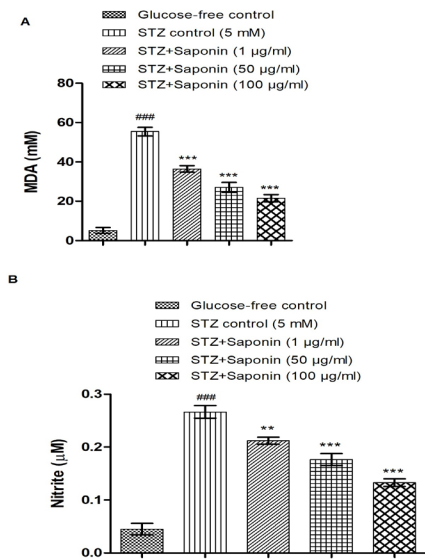 A
Glucose-free control
STZ control (5 mM)
STZ+Saponin (1 µg/ml)
STZ+Saponin (50 µg/ml)
STZ+Saponin (100 µg/ml)
80
60
40
20
0
MDA (mM)
###
***
***
***
B
Glucose-free control
STZ control (5 mM)
STZ+Saponin (1 µg/ml)
STZ+Saponin (50 µg/ml)
STZ+Saponin (100 µg/ml)
0.3
0.2
0.1
0.0
Nitrite (µM)
###
**
***
***